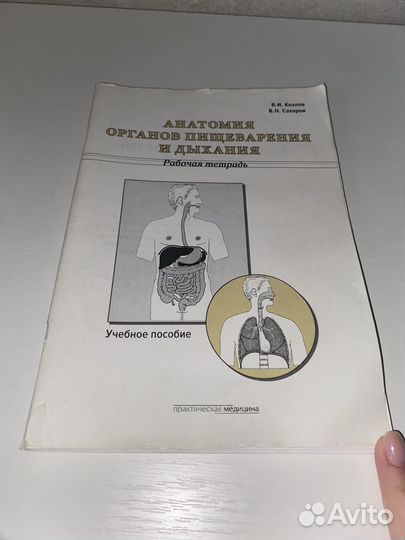 В.И. Козлов
В.Н. Сахаров
АНАТОМИЯ
ОРГАНОВ ПИЩЕВАРЕНИЯ
И ДЫХАНИЯ
Рабочая тетрадь
Учебное пособие
практическая медицина
Avito